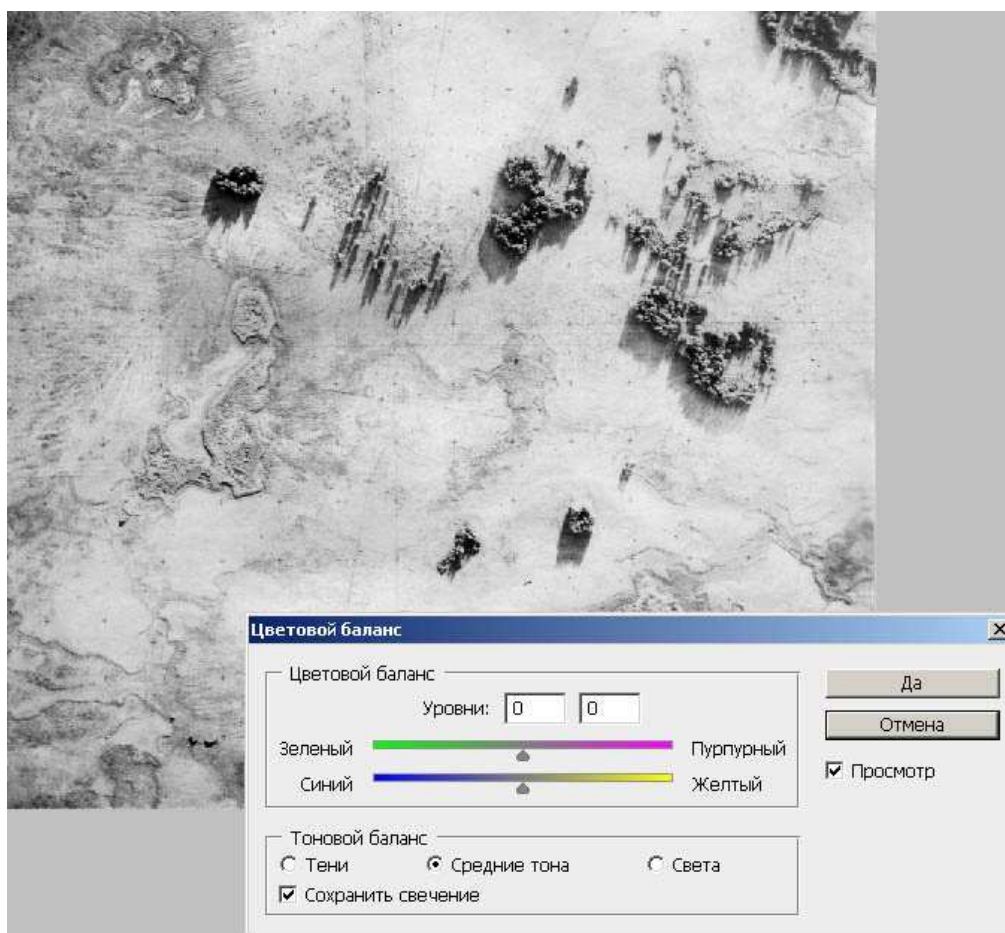 Цветовой баланс
Цветовой баланс
Уровни: 0 0
Зеленый Пурпурный
Синий Желтый
Тоновой баланс
Тени Средние тона Света
Сохранить свечение
Да
Отмена
Просмотр